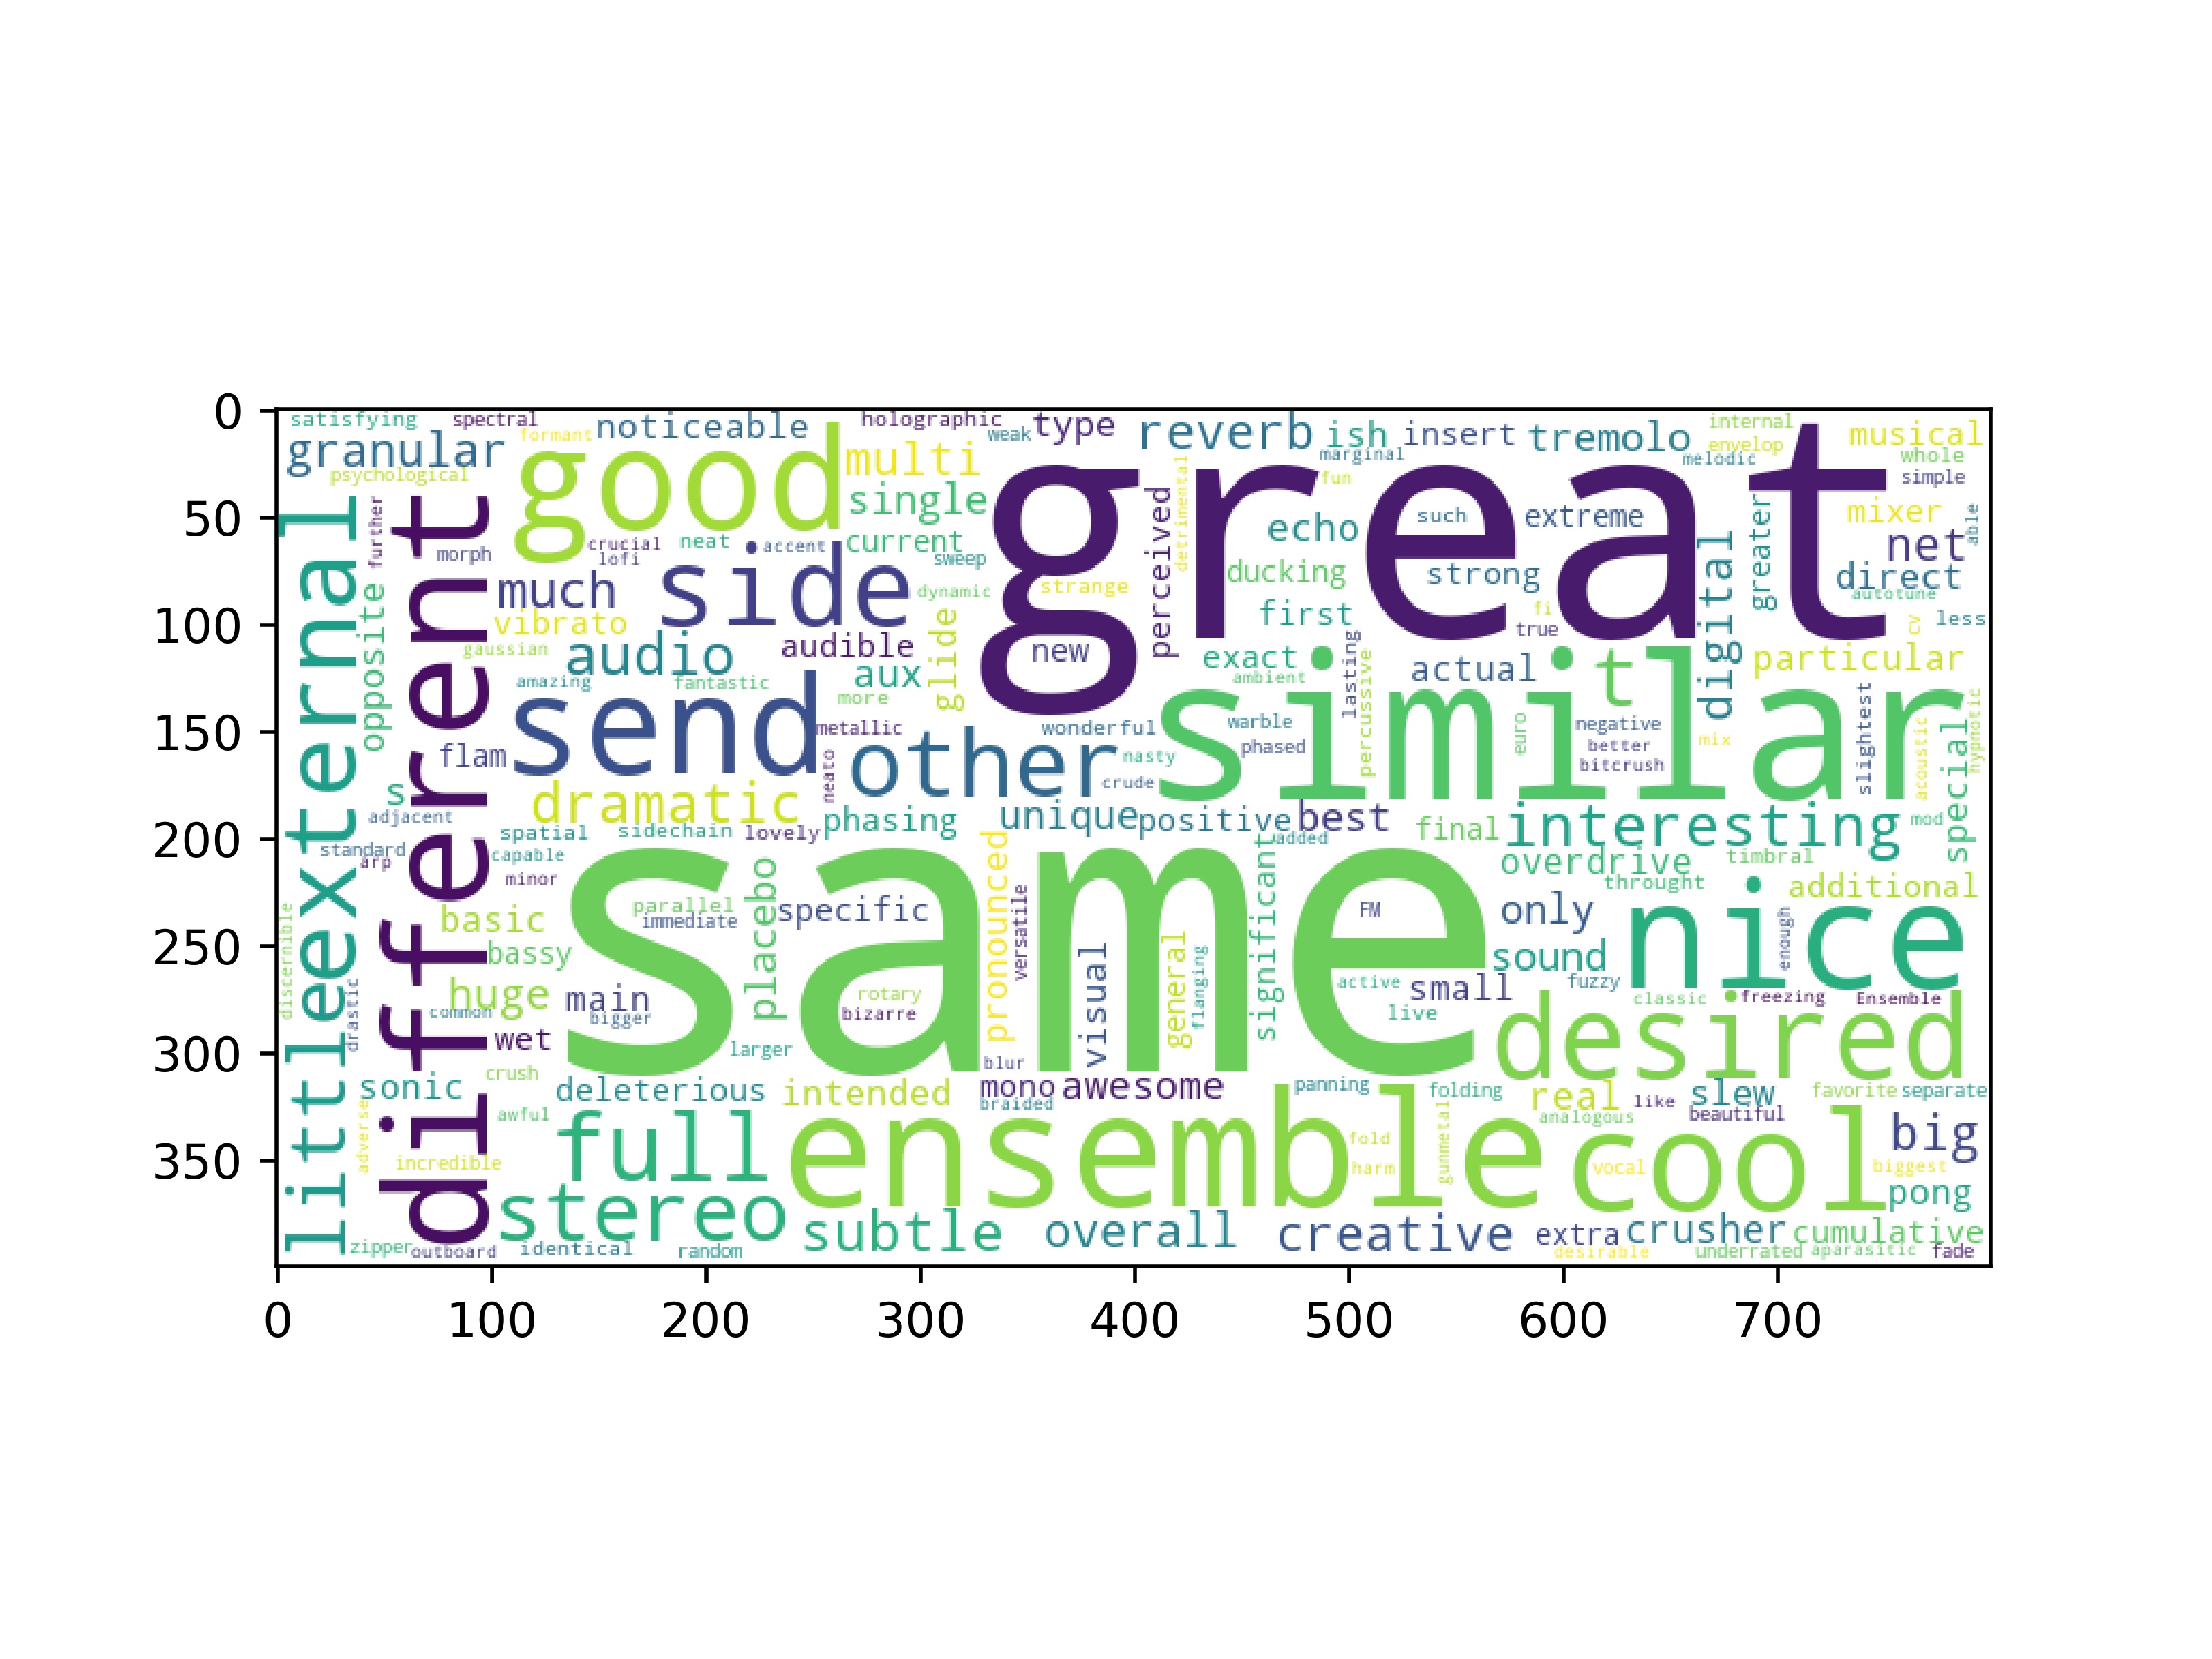 0
50
100
150
200
250
300
350
0 100 200 300 400 500 600 700
satisfying spectral noticeable holographic type reverb ish insert tremolo internal musical
granular formant good multi weak marginal melodic envelop whole
psychological single great fun simple
further different crucial neat accent current sweep perceived detrimental echo such extreme greater mixer able
external opposite morph lofi side dynamic strange ducking strong digital net direct
much vibrato glide first fi true autotune cv less
gaussian audio audible new exact lasting actual t particular
amazing fantastic aux more ambient percussive similar
send metallic wonderful warble euro negative slightest acoustic special hypnotic
flam neato other nasty phased better mix
s dramatic crude bitcrush
adjacent phasing unique positive best final interesting mod
standard arp spatial sidechain lovely added overdrive timbral
capable minor same throught additional
discernible basic parallel immediate placebo specific pronounced versatile significant FM only nice enough
bassy visual general flanging sound
drastic huge main rotary active small fuzzy classic freezing Ensemble
common bigger bizarre live desired
wet larger blur
little sonic crush deleterious intended mono awesome panning folding real like slew favorite separate
adverse awful braided analogous beautiful
incredible full ensemble fold harm gunmetal cool vocal big biggest
stereo pong
zipper outboard identical random subtle overall creative extra crusher cumulative
desirable underrated aparasitic fade